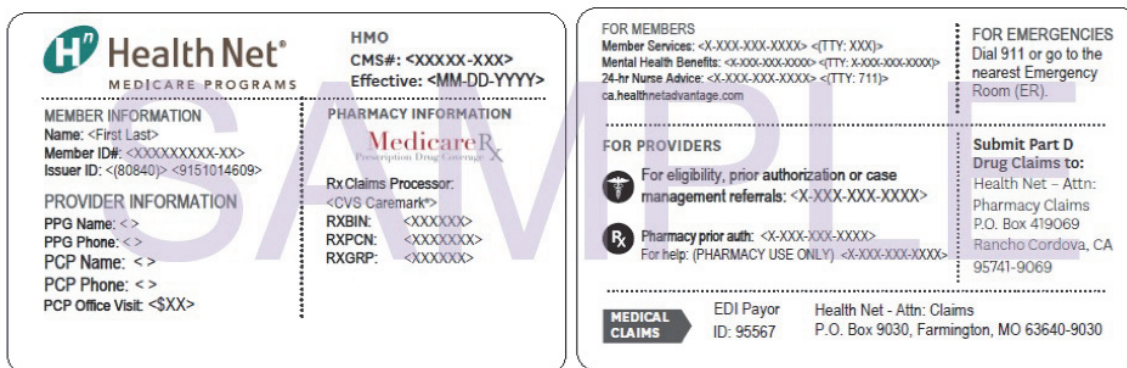 Hn Health Net®
MEDICARE PROGRAMS
HMO
CMS#: <XXXXX-XXX>
Effective: <MM-DD-YYYY>
MEMBER INFORMATION
Name: <First Last>
Member ID#: <XXXXXXXXX-XX>
Issuer ID: <(80840)> <9151014609>
PROVIDER INFORMATION
PPG Name: < >
PPG Phone: < >
PCP Name: < >
PCP Phone: < >
PCP Office Visit: <$XX>
PHARMACY INFORMATION
MedicareRx
Prescription Drug Coverage
Rx Claims Processor:
<CVS Caremark®>
RXBIN: <XXXXXX>
RXPCN: <XXXXXXX>
RXGRP: <XXXXXX>
SAMPLE
FOR MEMBERS
Member Services: <X-XXX-XXX-XXXX> <(TTY: XXX)>
Mental Health Benefits: <X-XXX-XXX-XXXX> <(TTY: X-XXX-XXX-XXXX)>
24-hr Nurse Advice: <X-XXX-XXX-XXXX> <(TTY: 711)>
ca.healthnetadvantage.com
FOR EMERGENCIES
Dial 911 or go to the
nearest Emergency
Room (ER).
FOR PROVIDERS
For eligibility, prior authorization or case
management referrals: <X-XXX-XXX-XXXX>
Rx
Pharmacy prior auth: <X-XXX-XXX-XXXX>
For help: (PHARMACY USE ONLY) <X-XXX-XXX-XXXX>
Submit Part D
Drug Claims to:
Health Net – Attn:
Pharmacy Claims
P.O. Box 419069
Rancho Cordova, CA
95741-9069
MEDICAL
CLAIMS
EDI Payor
ID: 95567
Health Net - Attn: Claims
P.O. Box 9030, Farmington, MO 63640-9030